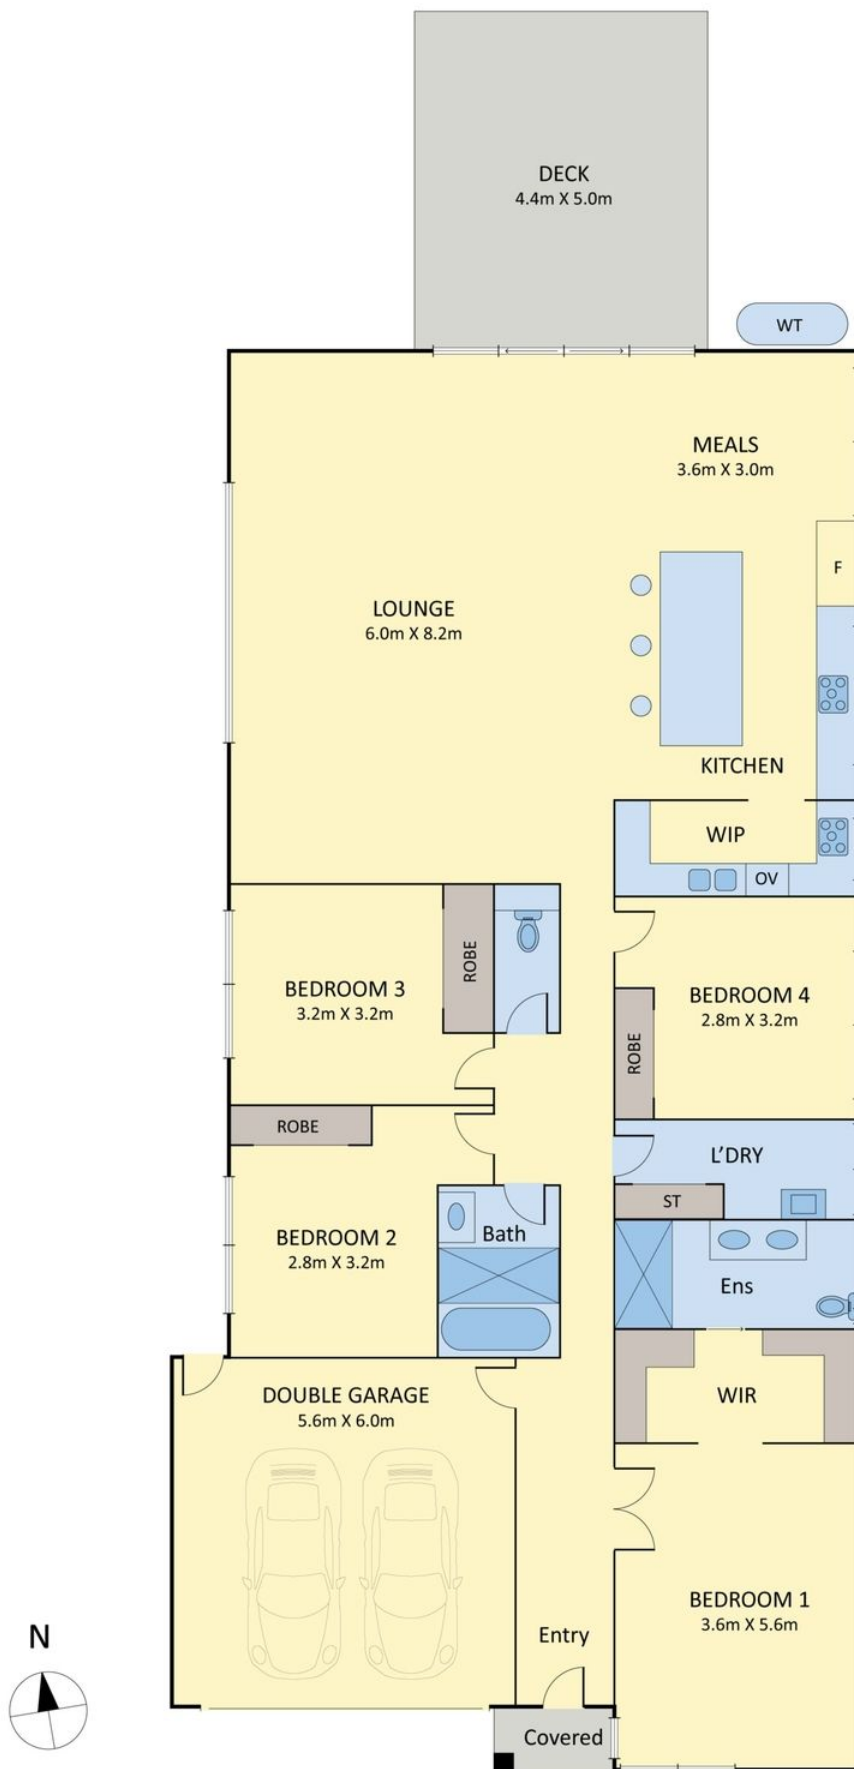 DECK
4.4m X 5.0m
WT
MEALS
3.6m X 3.0m
F
LOUNGE
6.0m X 8.2m
KITCHEN
WIP
OV
BEDROOM 3
3.2m X 3.2m
ROBE
BEDROOM 4
2.8m X 3.2m
ROBE
ROBE
L'DRY
ST
BEDROOM 2
2.8m X 3.2m
Bath
Ens
DOUBLE GARAGE
5.6m X 6.0m
WIR
BEDROOM 1
3.6m X 5.6m
Entry
N
Covered